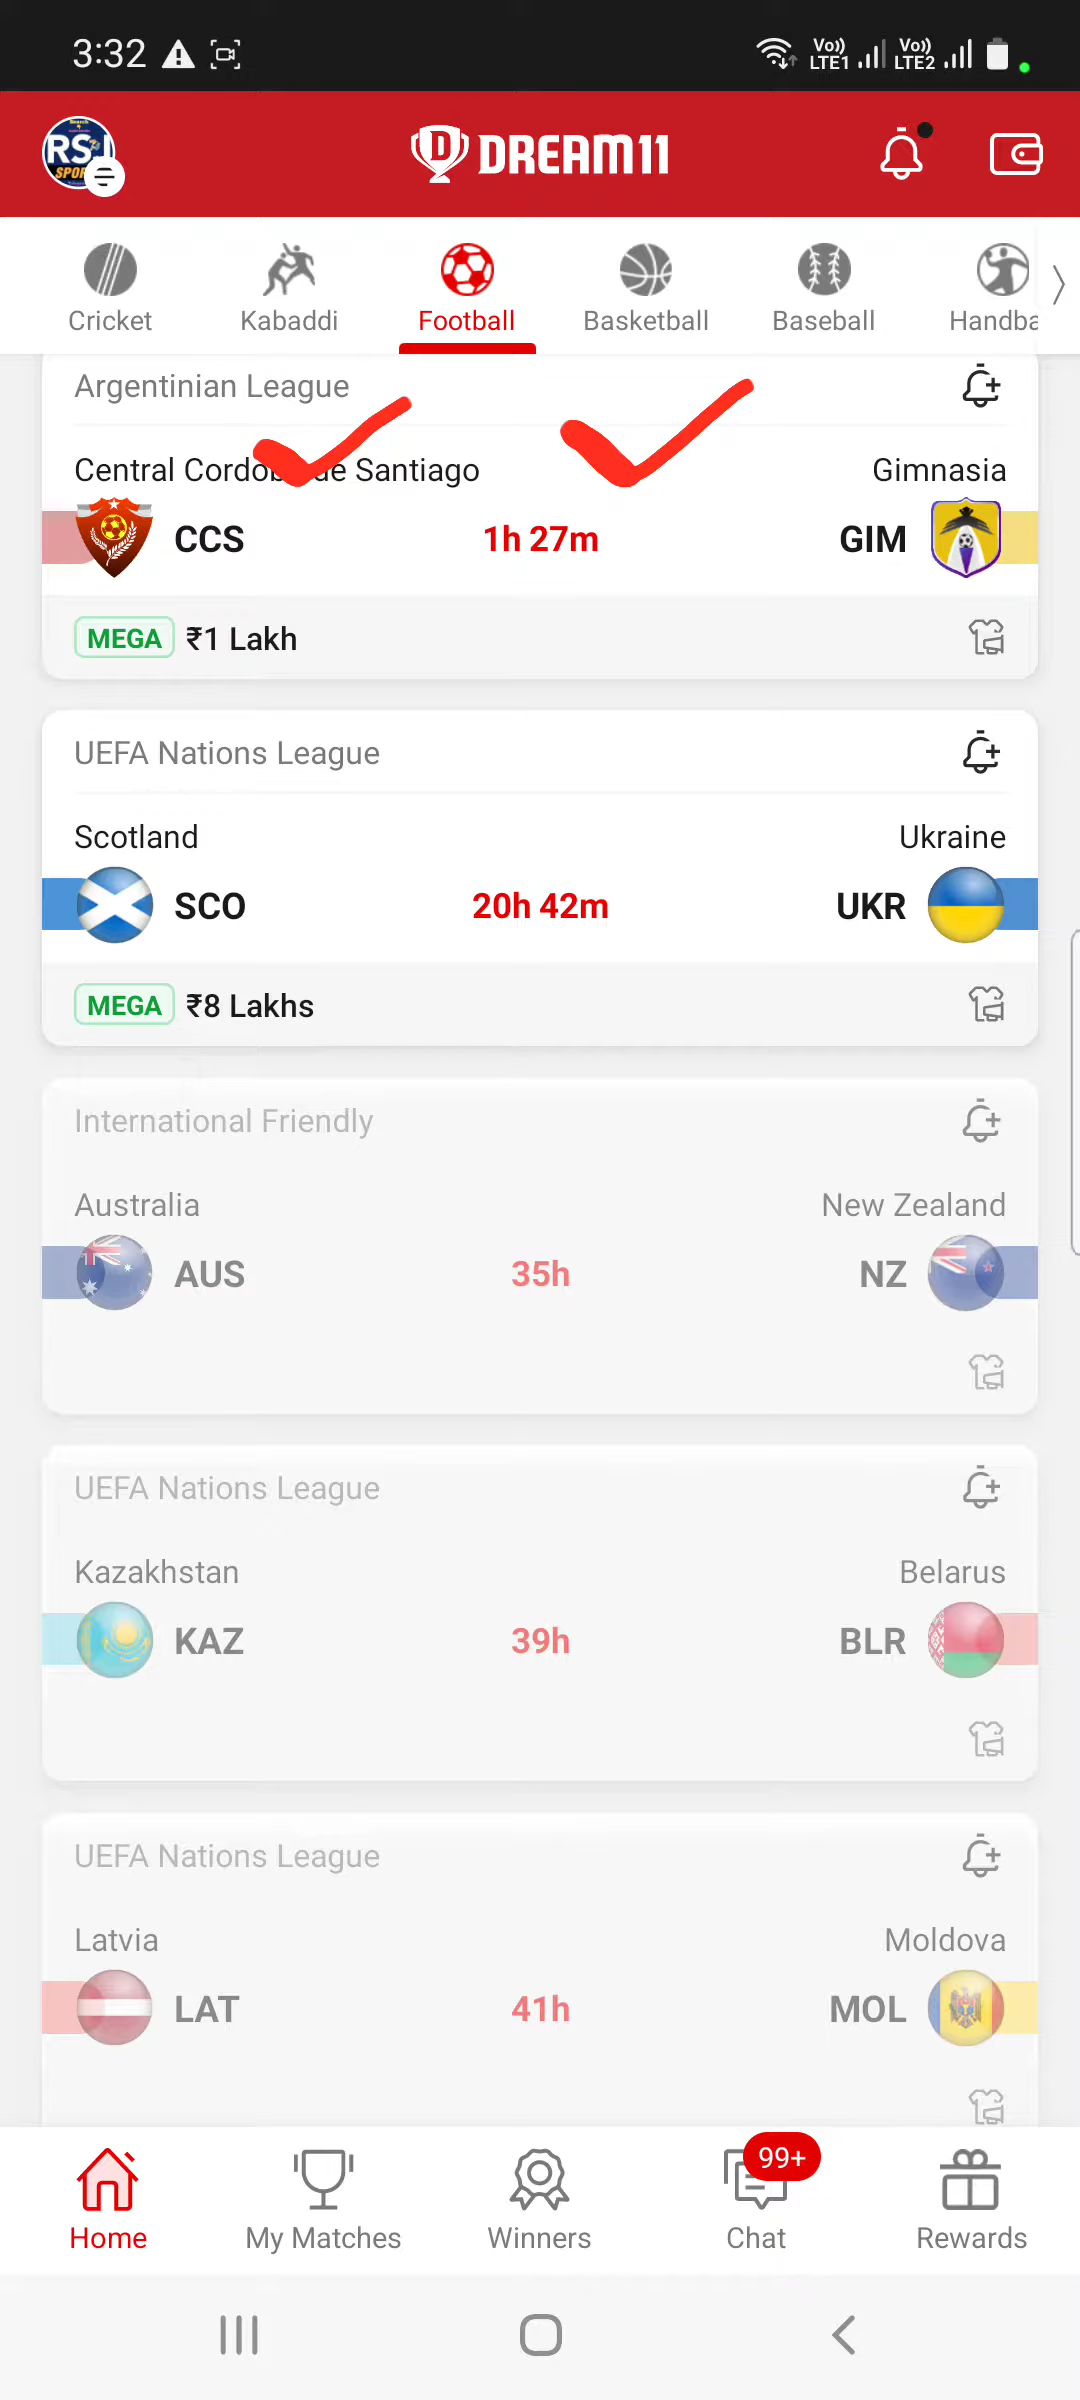 3:32
Vo)) LTE1 Vo)) LTE2
RSJ
DREAM11
Cricket Kabaddi Football Basketball Baseball Handba
Argentinian League
Central Cordoba de Santiago Gimnasia
CCS 1h 27m GIM
MEGA ₹1 Lakh
UEFA Nations League
Scotland Ukraine
SCO 20h 42m UKR
MEGA ₹8 Lakhs
International Friendly
Australia New Zealand
AUS 35h NZ
UEFA Nations League
Kazakhstan Belarus
KAZ 39h BLR
UEFA Nations League
Latvia Moldova
LAT 41h MOL
99+
Home My Matches Winners Chat Rewards